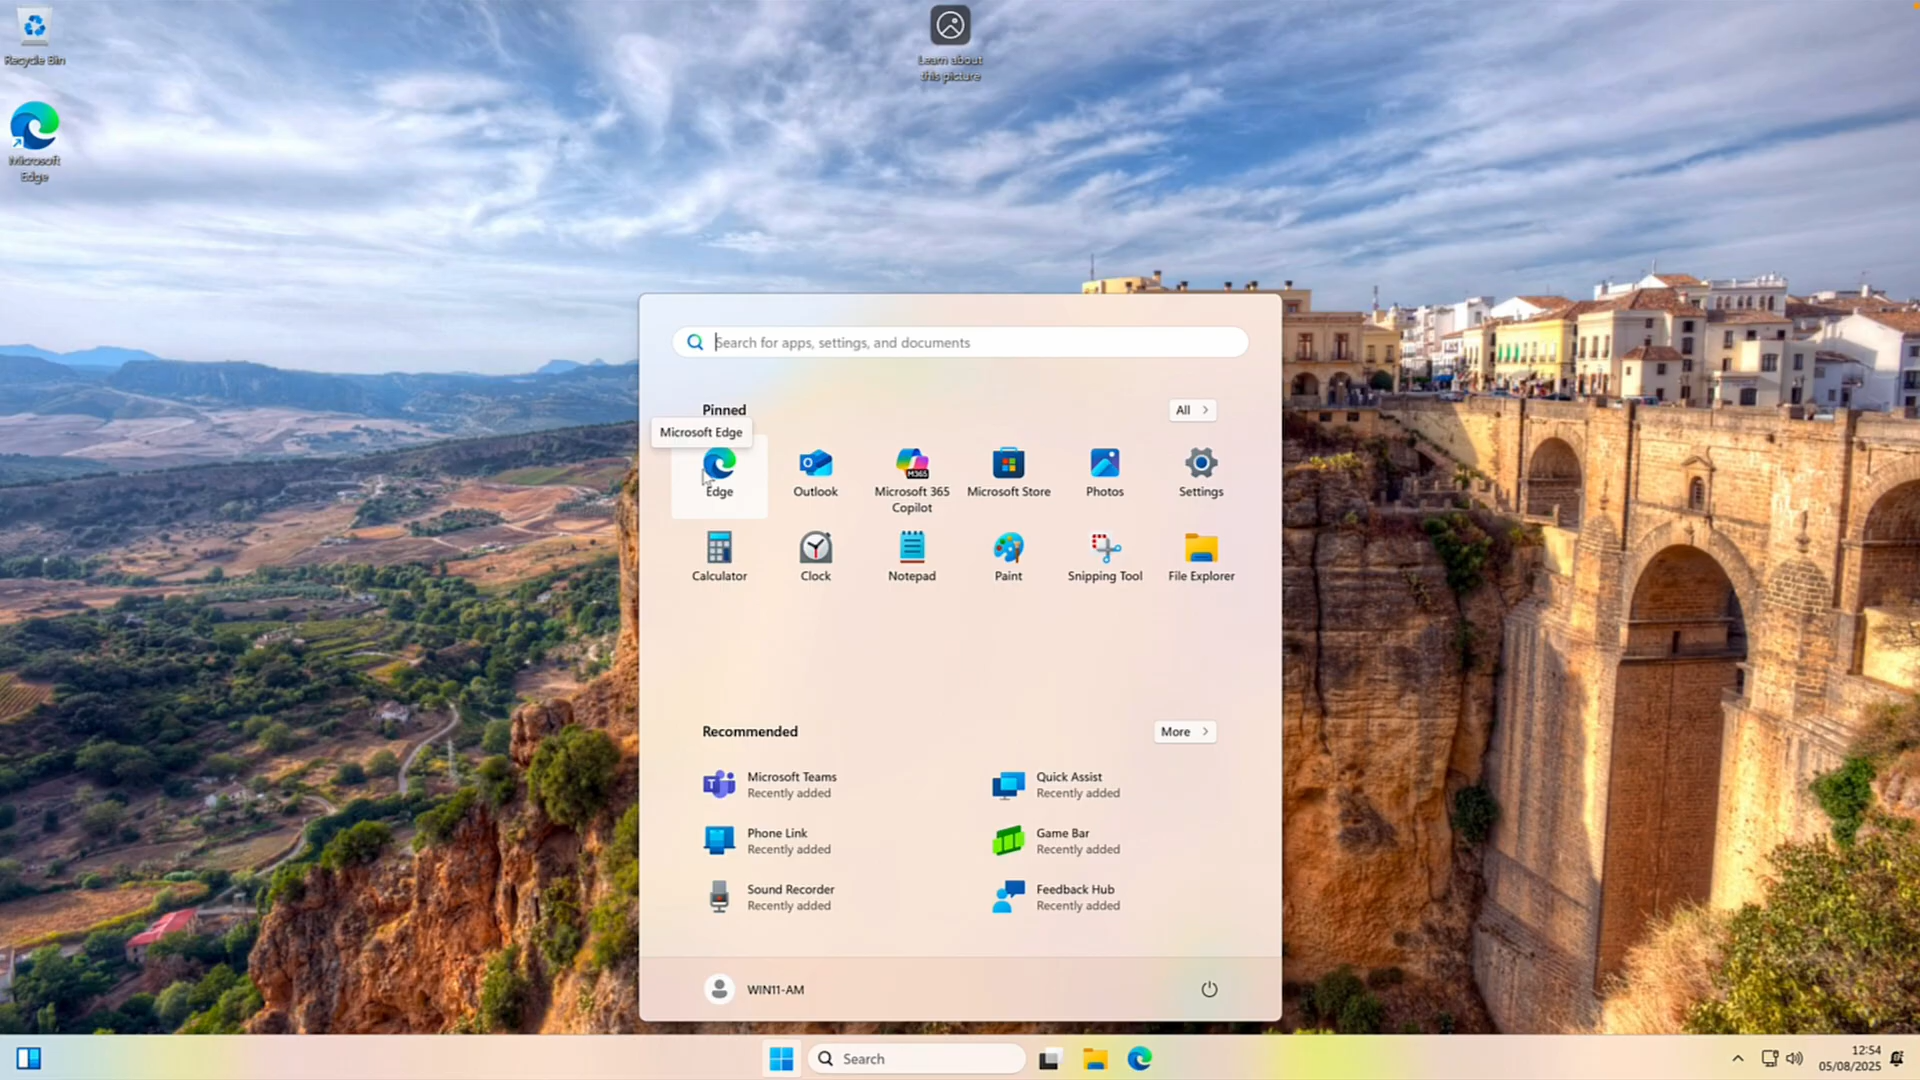 Recycle Bin
Learn about
this picture
Microsoft
Edge
Search for apps, settings, and documents
Pinned
All
Microsoft Edge
Edge
Outlook
Microsoft 365
Copilot
M365
Microsoft Store
Photos
Settings
Calculator
Clock
Notepad
Paint
Snipping Tool
File Explorer
Recommended
More
Microsoft Teams
Recently added
Quick Assist
Recently added
Phone Link
Recently added
Game Bar
Recently added
Sound Recorder
Recently added
Feedback Hub
Recently added
WIN11-AM
Search
12:54
05/08/2025